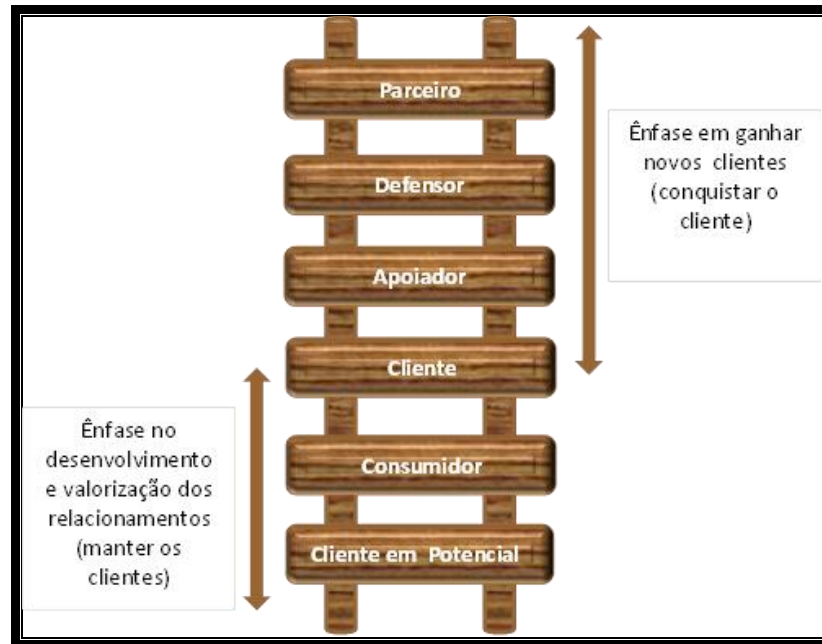 Parceiro
Defensor
Apoiador
Cliente
Consumidor
Cliente em Potencial
Ênfase em ganhar
novos clientes
(conquistar o
cliente)
Ênfase no
desenvolvimento
e valorização dos
relacionamentos
(manter os
clientes)